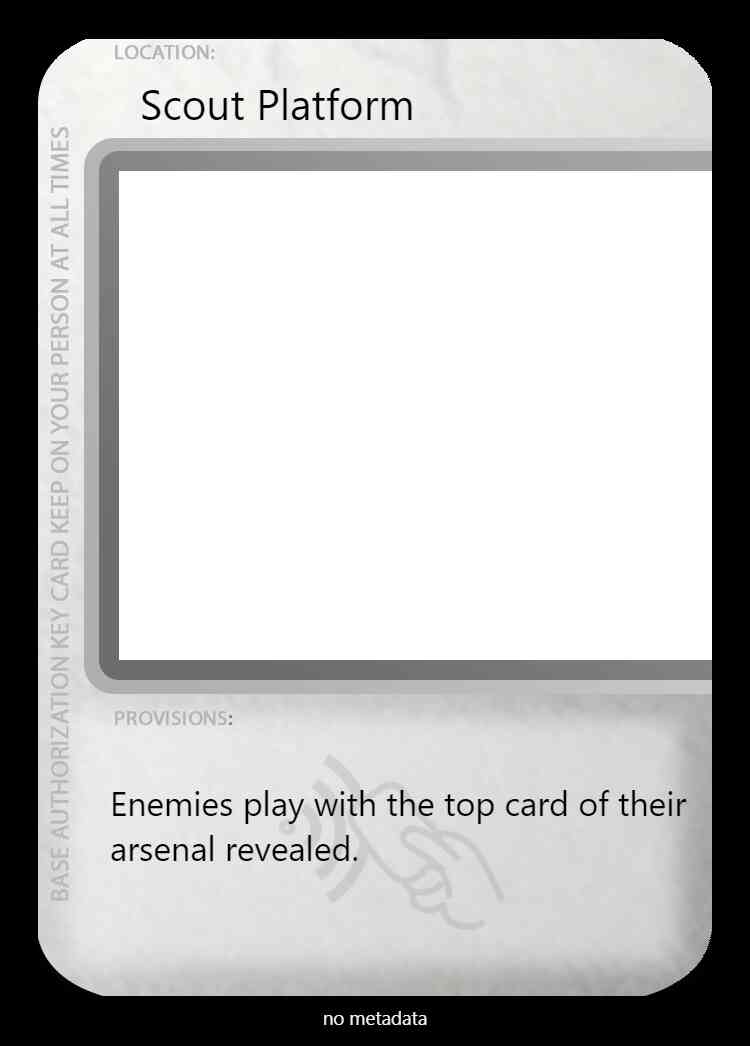 LOCATION:
Scout Platform
BASE AUTHORIZATION KEY CARD KEEP ON YOUR PERSON AT ALL TIMES
PROVISIONS:
Enemies play with the top card of their
arsenal revealed.
no metadata